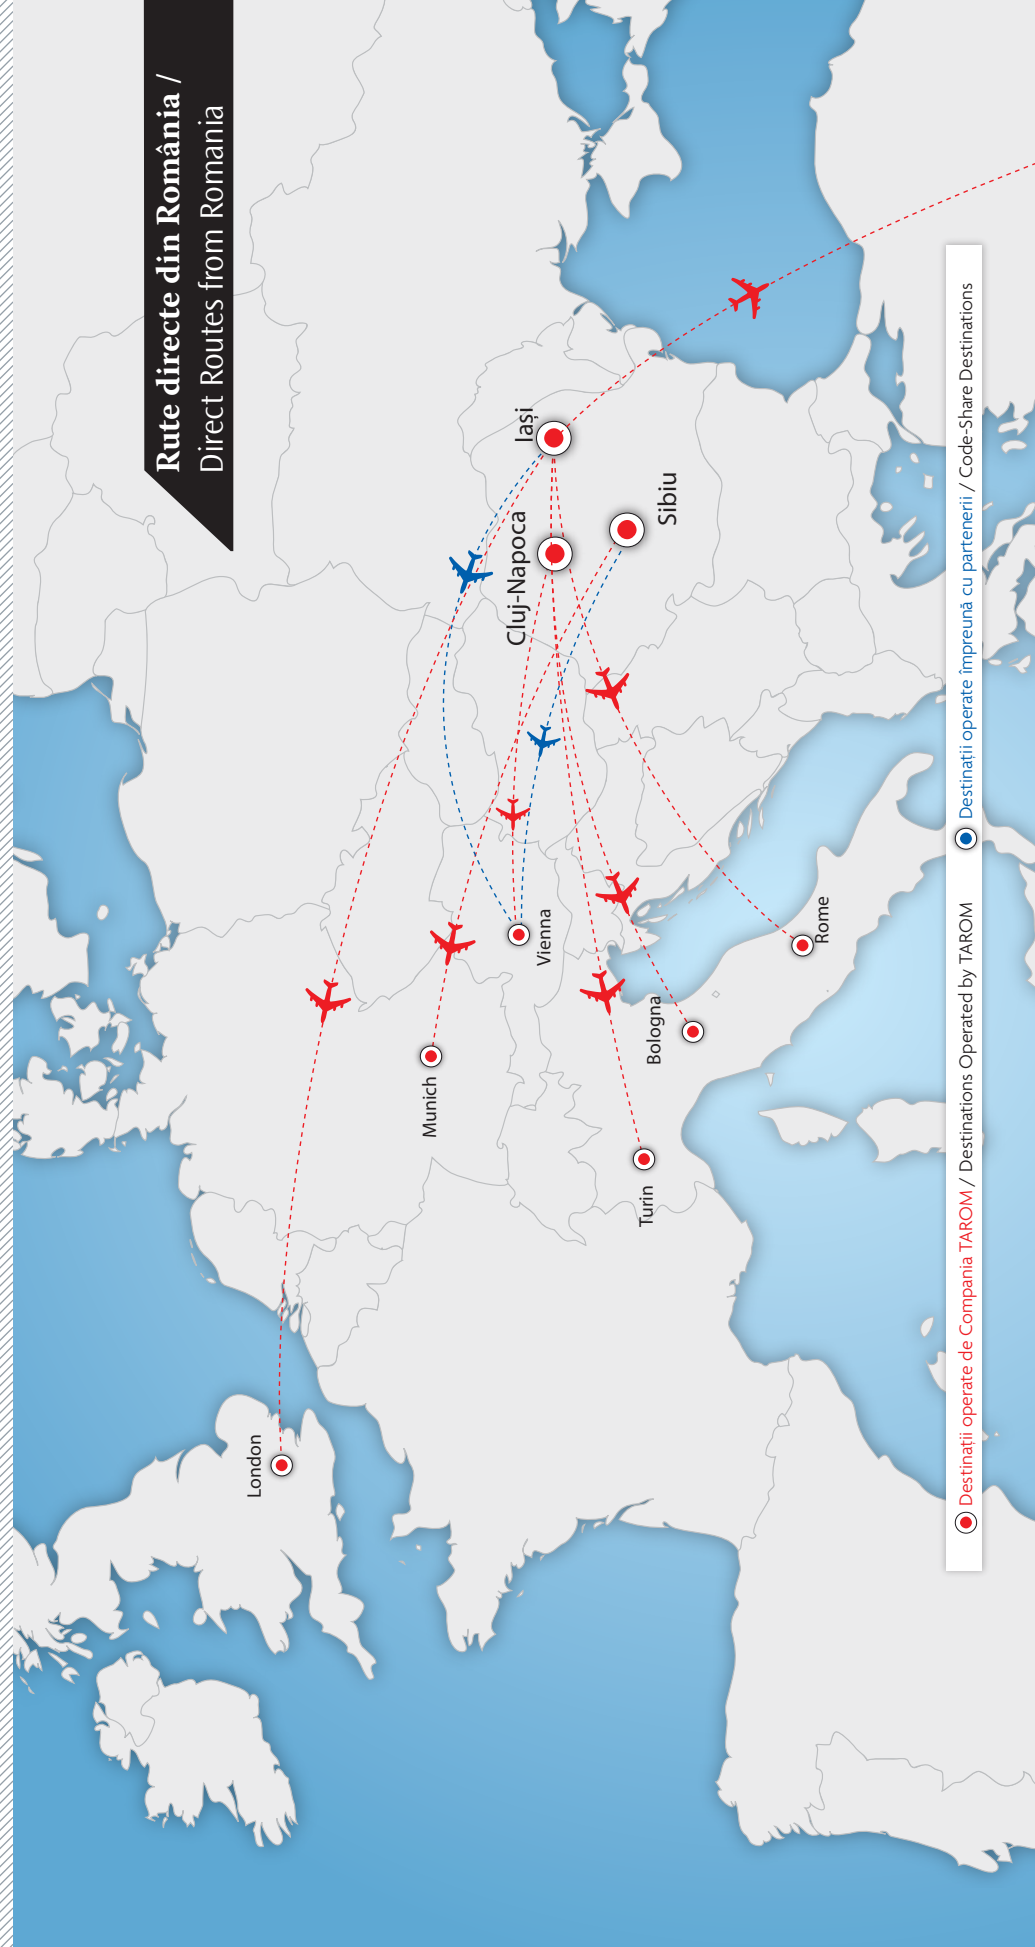 Rute directe din România /
Direct Routes from Romania
London
Munich
Vienna
Turin
Bologna
Rome
Iași
Cluj-Napoca
Sibiu
Destinații operate de Compania TAROM / Destinations Operated by TAROM
Destinații operate împreună cu partenerii / Code-Share Destinations